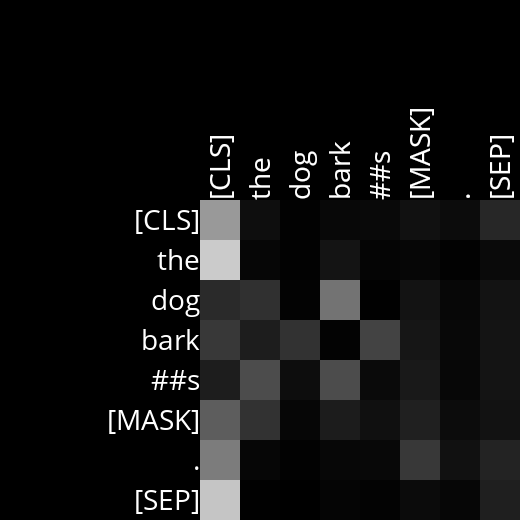 [CLS]
the
dog
bark
##s
[MASK]
.
[SEP]
[CLS]
the
dog
bark
##s
[MASK]
.
[SEP]